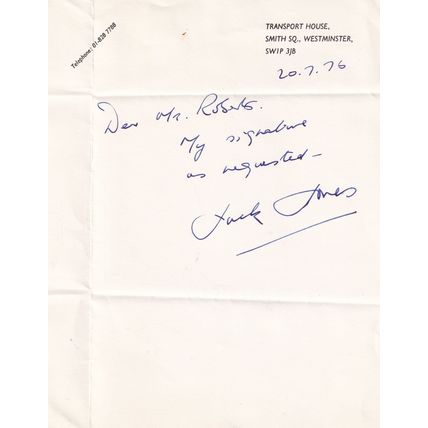 Telephone: 01-828 7788
TRANSPORT HOUSE,
SMITH SQ., WESTMINSTER,
SW1P 3JB
20.7.76
Dear Mr. Roberts.
My signature
as requested –
Jack Jones